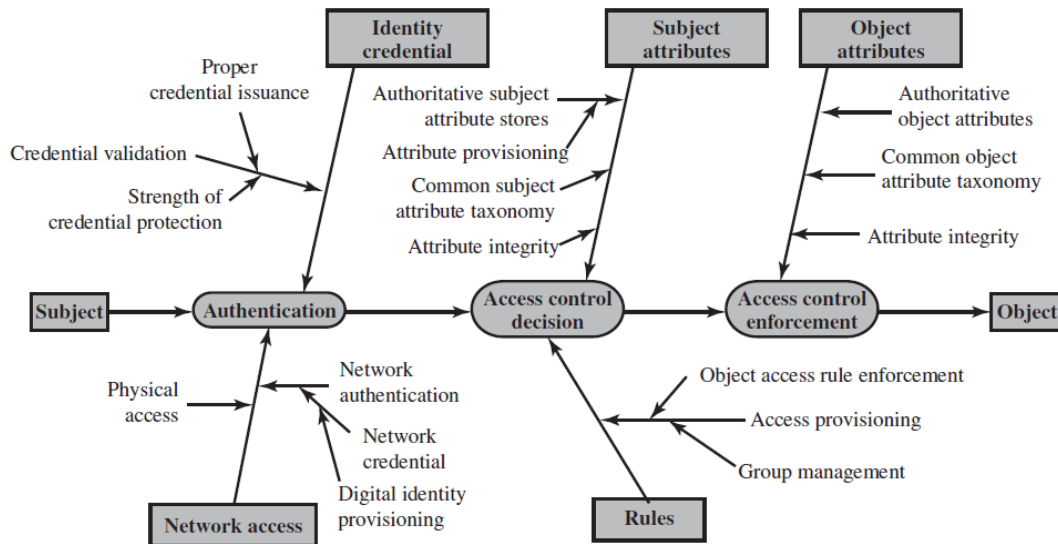 Identity
credential
Subject
attributes
Object
attributes
Proper
credential issuance
Credential validation
Strength of
credential protection
Authoritative subject
attribute stores
Attribute provisioning
Common subject
attribute taxonomy
Attribute integrity
Authoritative
object attributes
Common object
attribute taxonomy
Attribute integrity
Subject
Authentication
Access control
decision
Access control
enforcement
Object
Physical
access
Network
authentication
Network
credential
Digital identity
provisioning
Object access rule enforcement
Access provisioning
Group management
Network access
Rules